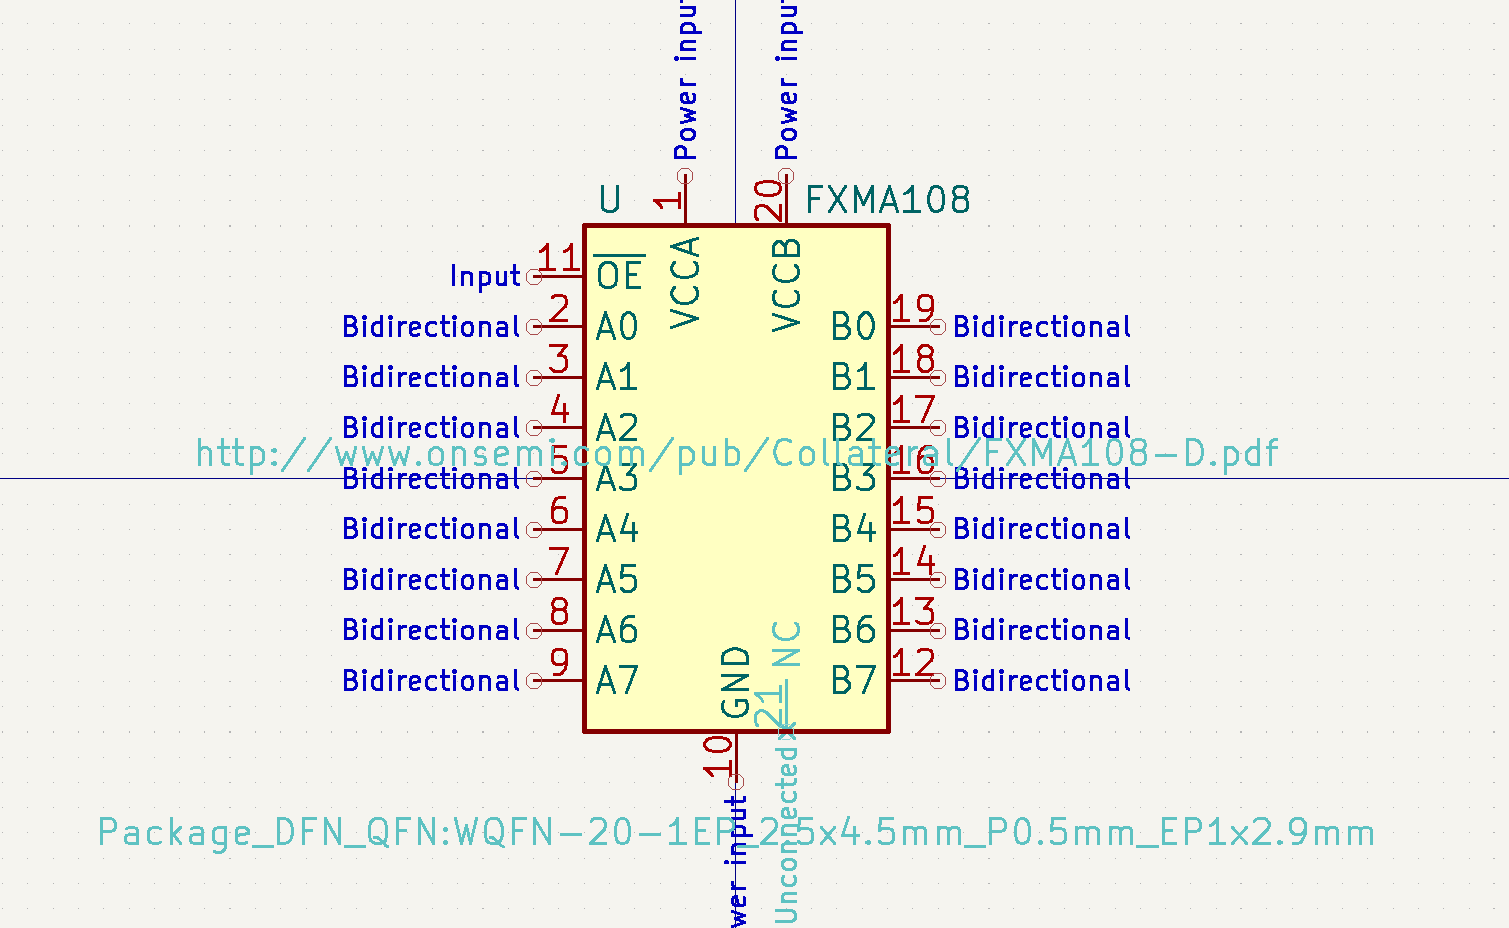 Power input
Power input
U
1
20
FXMA108
VCCA
VCCB
Input 11 OE
Bidirectional 2 A0 B0 19 Bidirectional
Bidirectional 3 A1 B1 18 Bidirectional
Bidirectional 4 A2 B2 17 Bidirectional
http://www.onsemi.com/pub/Collateral/FXMA108-D.pdf
Bidirectional 5 A3 B3 16 Bidirectional
Bidirectional 6 A4 B4 15 Bidirectional
Bidirectional 7 A5 B5 14 Bidirectional
Bidirectional 8 A6 B6 13 Bidirectional
Bidirectional 9 A7 B7 12 Bidirectional
GND
NC
21
10
wer input
Unconnected
Package_DFN_QFN:WQFN-20-1EP_2.5x4.5mm_P0.5mm_EP1x2.9mm